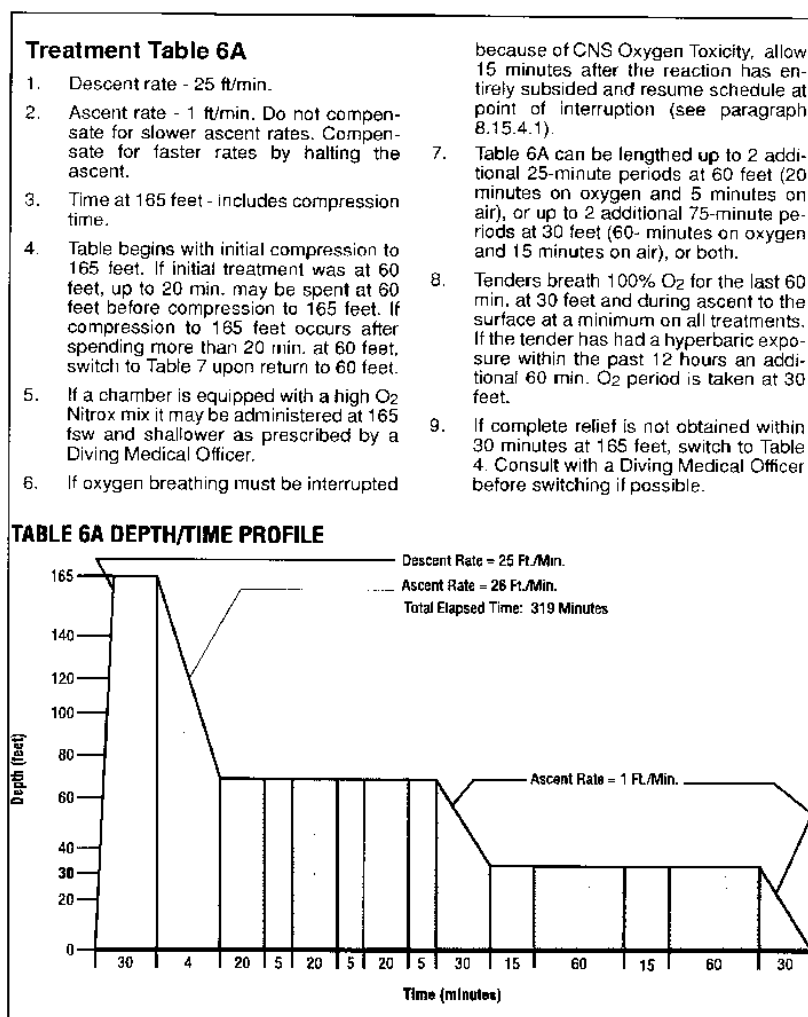 Treatment Table 6A
1. Descent rate - 25 ft/min.
2. Ascent rate - 1 ft/min. Do not compen-
sate for slower ascent rates. Compen-
sate for faster rates by halting the
ascent.
3. Time at 165 feet - includes compression
time.
4. Table begins with initial compression to
165 feet. If initial treatment was at 60
feet, up to 20 min. may be spent at 60
feet before compression to 165 feet. If
compression to 165 feet occurs after
spending more than 20 min. at 60 feet,
switch to Table 7 upon return to 60 feet.
5. If a chamber is equipped with a high O2
Nitrox mix it may be administered at 165
fsw and shallower as prescribed by a
Diving Medical Officer.
6. If oxygen breathing must be interrupted
because of CNS Oxygen Toxicity, allow
15 minutes after the reaction has en-
tirely subsided and resume schedule at
point of interruption (see paragraph
8.15.4.1).
7. Table 6A can be lengthed up to 2 addi-
tional 25-minute periods at 60 feet (20
minutes on oxygen and 5 minutes on
air), or up to 2 additional 75-minute pe-
riods at 30 feet (60- minutes on oxygen
and 15 minutes on air), or both.
8. Tenders breath 100% O2 for the last 60
min. at 30 feet and during ascent to the
surface at a minimum on all treatments.
If the tender has had a hyperbaric expo-
sure within the past 12 hours an addi-
tional 60 min. O2 period is taken at 30
feet.
9. If complete relief is not obtained within
30 minutes at 165 feet, switch to Table
4. Consult with a Diving Medical Officer
before switching if possible.
TABLE 6A DEPTH/TIME PROFILE
Descent Rate = 25 Ft./Min.
Ascent Rate = 26 Ft./Min.
Total Elapsed Time: 319 Minutes
Ascent Rate = 1 Ft./Min.
Depth (feet)
165
140
120
100
80
60
40
30
20
0
30 4 20 5 20 5 20 5 30 15 60 15 60 30
Time (minutes)